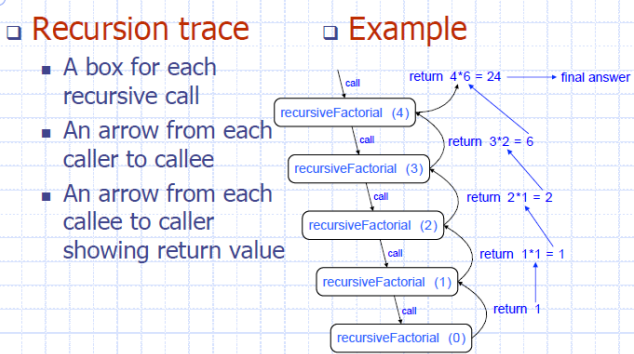 Recursion trace
A box for each
recursive call
An arrow from each
caller to callee
An arrow from each
callee to caller
showing return value
Example
call
return 4*6 = 24
final answer
recursiveFactorial (4)
call
return 3*2 = 6
recursiveFactorial (3)
call
return 2*1 = 2
recursiveFactorial (2)
call
return 1*1 = 1
recursiveFactorial (1)
call
return 1
recursiveFactorial (0)